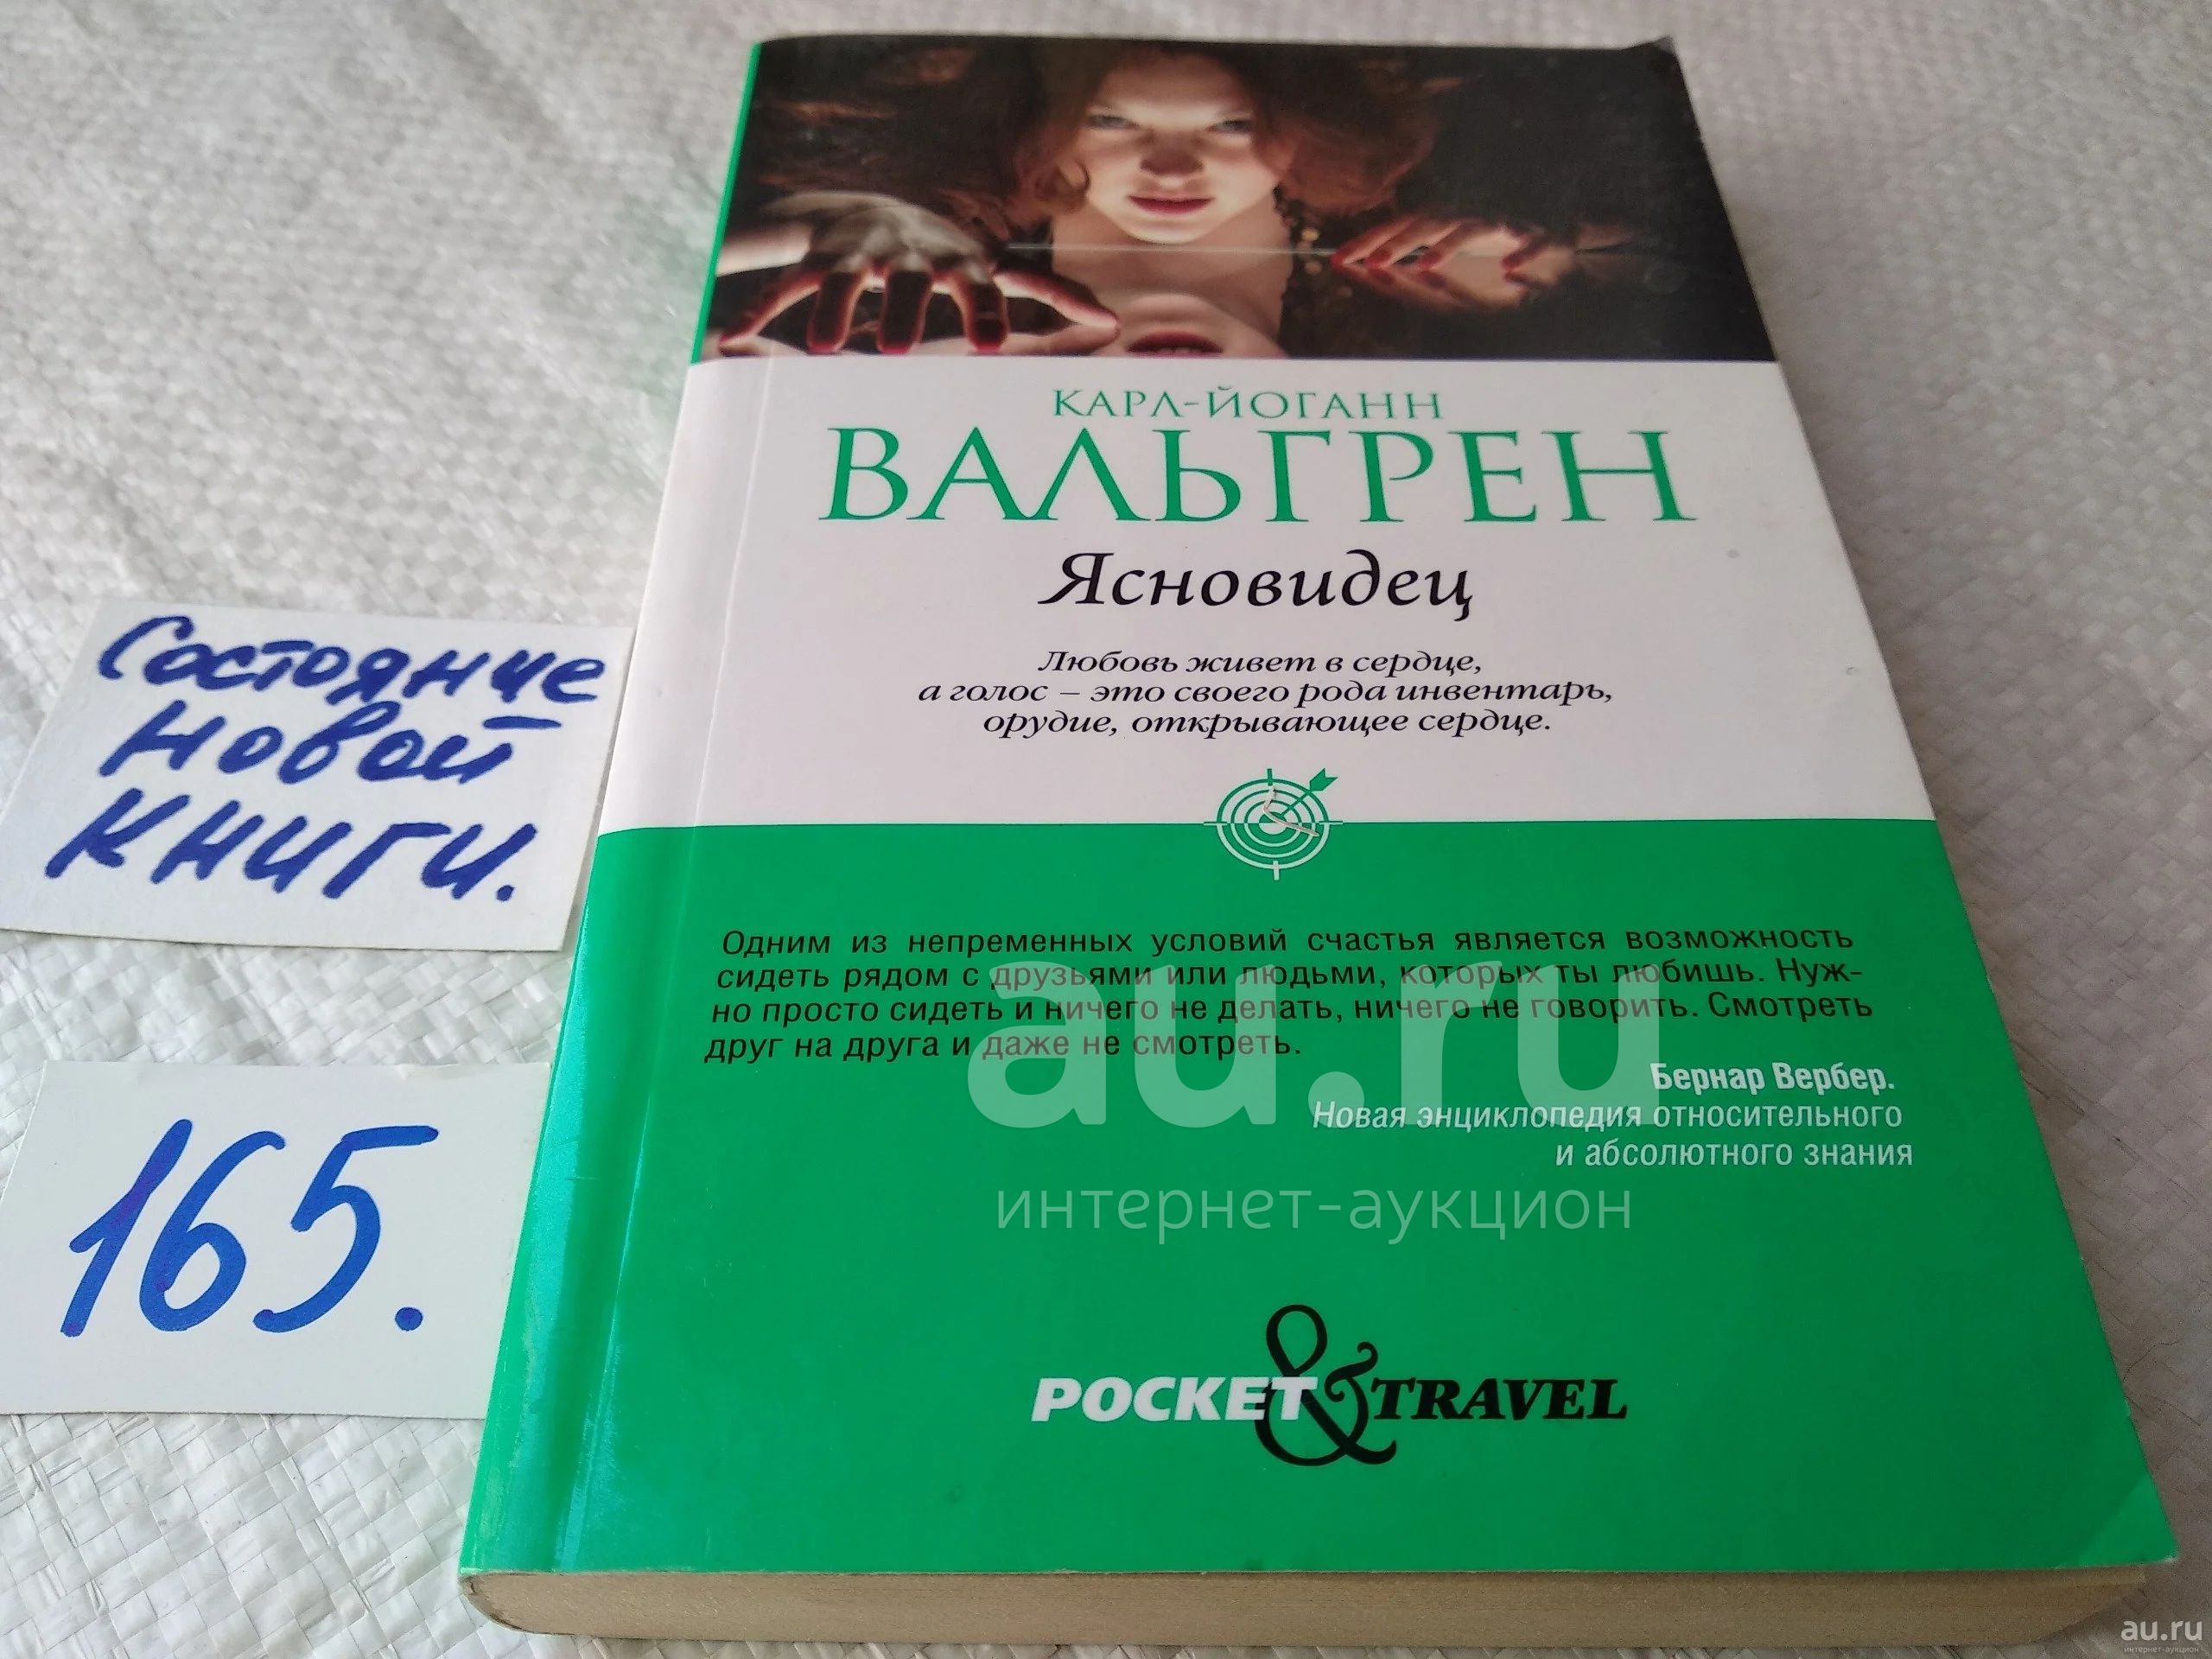 КАРЛ-ЙОГАНН
ВАЛЬГРЕН
Ясновидец
Любовь живет в сердце,
а голос – это своего рода инвентарь,
орудие, открывающее сердце.
Состояние
новой
книги.
165.
Одним из непременных условий счастья является возможность
сидеть рядом с друзьями или людьми, которых ты любишь. Нуж-
но просто сидеть и ничего не делать, ничего не говорить. Смотреть
друг на друга и даже не смотреть.
Бернар Вербер.
Новая энциклопедия относительного
и абсолютного знания
au.ru
интернет-аукцион
POCKET & TRAVEL
au.ru
интернет-аукцион